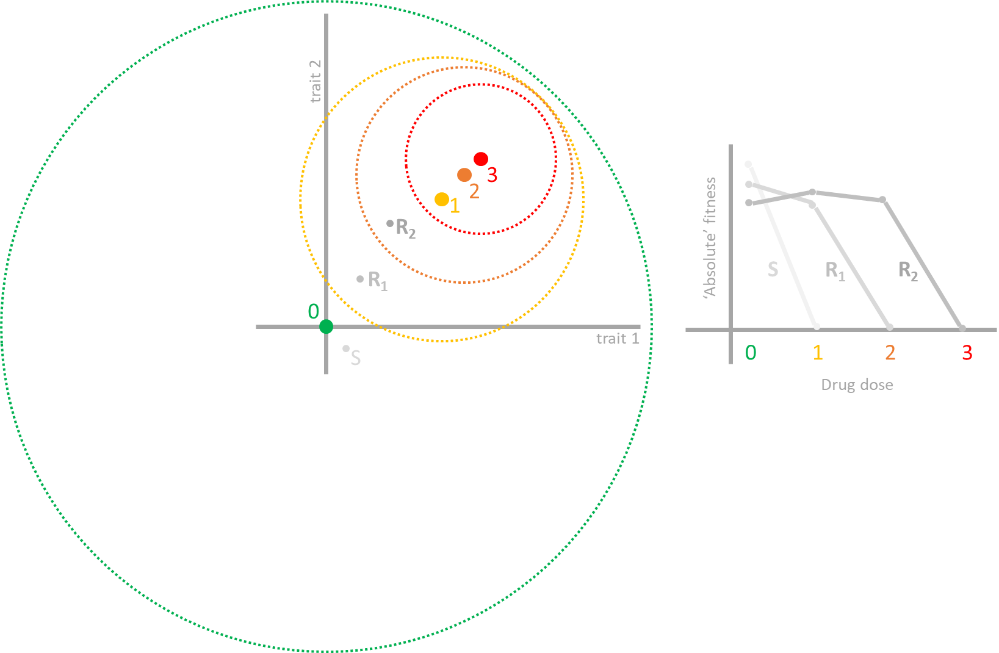 trait 2
3
2
1
R2
R1
0
trait 1
S
'Absolute' fitness
S
R1
R2
0 1 2 3
Drug dose